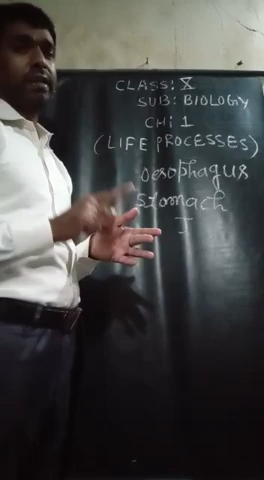 CLASS: X
SUB: BIOLOGY
CH: 1
(LIFE PROCESSES)
Oesophagus
Stomach
I